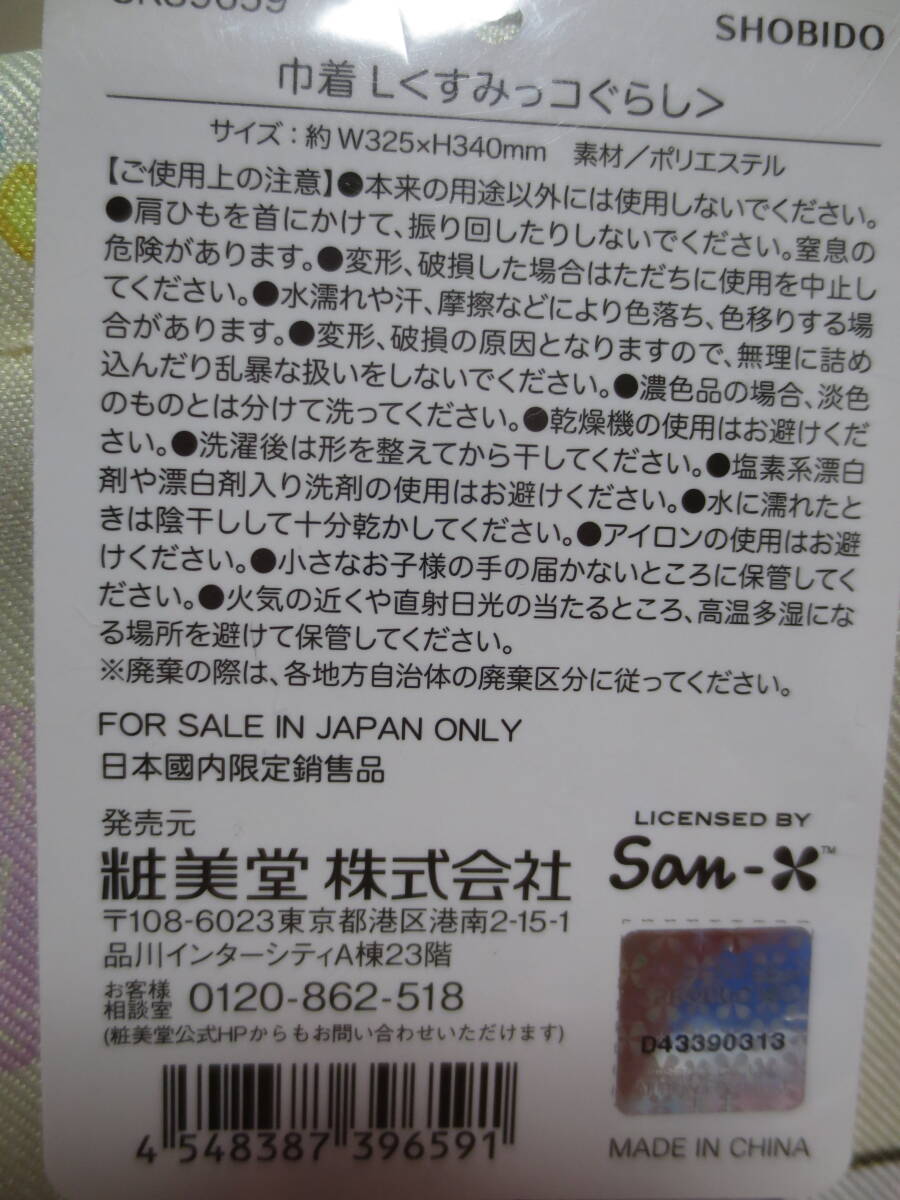 SHOBIDO
巾着 L<すみっコぐらし>
サイズ：約 W325×H340mm 素材／ポリエステル
【ご使用上の注意】●本来の用途以外には使用しないでください。
●肩ひもを首にかけて、振り回したりしないでください。窒息の
危険があります。●変形、破損した場合はただちに使用を中止し
てください。●水濡れや汗、摩擦などにより色落ち、色移りする場
合があります。●変形、破損の原因となりますので、無理に詰め
込んだり乱暴な扱いをしないでください。●濃色品の場合、淡色
のものとは分けて洗ってください。●乾燥機の使用はお避けくだ
さい。●洗濯後は形を整えてから干してください。●塩素系漂白
剤や漂白剤入り洗剤の使用はお避けください。●水に濡れたと
きは陰干しして十分乾かしてください。●アイロンの使用はお避
けください。●小さなお子様の手の届かないところに保管してく
ださい。●火気の近くや直射日光の当たるところ、高温多湿にな
る場所を避けて保管してください。
※廃棄の際は、各地方自治体の廃棄区分に従ってください。
FOR SALE IN JAPAN ONLY
日本國内限定銷售品
発売元
粧美堂 株式会社
〒108-6023東京都港区港南2-15-1
品川インターシティA棟23階
お客様
相談室 0120-862-518
(粧美堂公式HPからもお問い合わせいただけます)
4 548387 396591
LICENSED BY
San-X™
D43390313
MADE IN CHINA